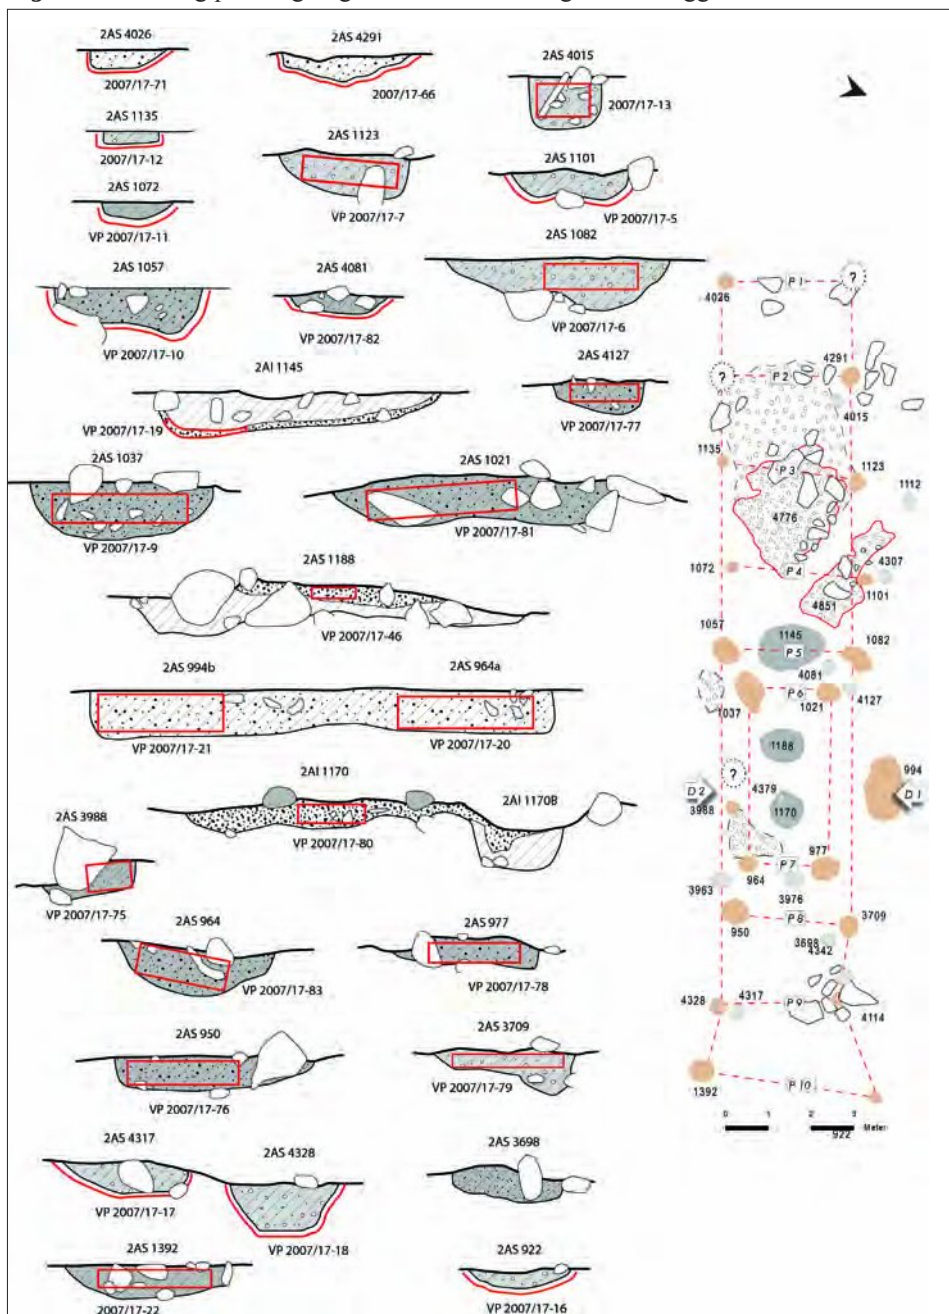 2AS 4026
2007/17-71
2AS 4291
2007/17-66
2AS 4015
2007/17-13
2AS 1135
2007/17-12
2AS 1123
VP 2007/17-7
2AS 1101
VP 2007/17-5
2AS 1072
VP 2007/17-11
2AS 1082
VP 2007/17-6
2AS 1057
VP 2007/17-10
2AS 4081
VP 2007/17-82
2AI 1145
VP 2007/17-19
2AS 4127
VP 2007/17-77
2AS 1037
VP 2007/17-9
2AS 1021
VP 2007/17-81
2AS 1188
VP 2007/17-46
2AS 994b
2AS 964a
VP 2007/17-21
VP 2007/17-20
2AI 1170
2AI 1170B
VP 2007/17-80
2AS 3988
VP 2007/17-75
2AS 964
VP 2007/17-83
2AS 977
VP 2007/17-78
2AS 950
VP 2007/17-76
2AS 3709
VP 2007/17-79
2AS 4317
VP 2007/17-17
2AS 4328
VP 2007/17-18
2AS 3698
2AS 1392
2007/17-22
2AS 922
VP 2007/17-16
4026
P 1
?
?
P 2
4291
4015
1135
P 3
1123
1112
4776
4307
1072
P 4
1101
4851
1057
1145
P 5
1082
4081
1037
P 6
1021
4127
1188
?
994
D 2
4379
D 1
3988
1170
977
P 7
3963
964
3976
950
P 8
3709
3698
4342
4328
4317
P 9
4114
1392
P 10
0 1 2 3
Meter
922